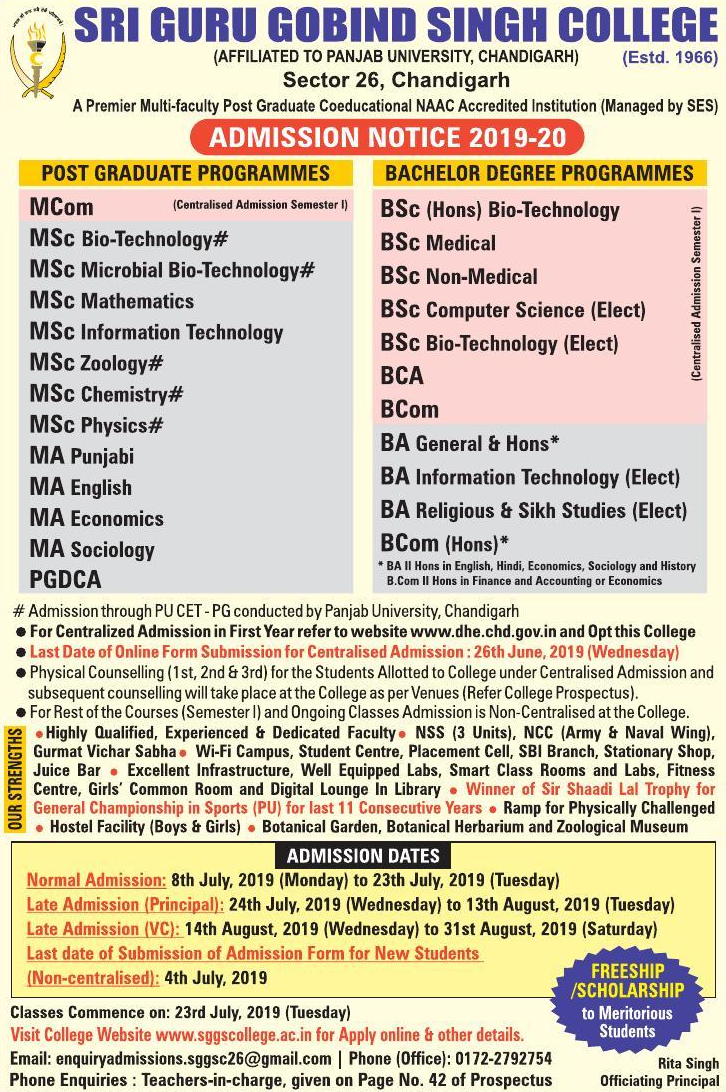 SRI GURU GOBIND SINGH COLLEGE
(AFFILIATED TO PANJAB UNIVERSITY, CHANDIGARH)
(Estd. 1966)
Sector 26, Chandigarh
A Premier Multi-faculty Post Graduate Coeducational NAAC Accredited Institution (Managed by SES)
ADMISSION NOTICE 2019-20
POST GRADUATE PROGRAMMES
MCom (Centralised Admission Semester I)
MSc Bio-Technology#
MSc Microbial Bio-Technology#
MSc Mathematics
MSc Information Technology
MSc Zoology#
MSc Chemistry#
MSc Physics#
MA Punjabi
MA English
MA Economics
MA Sociology
PGDCA
BACHELOR DEGREE PROGRAMMES
BSc (Hons) Bio-Technology
BSc Medical
BSc Non-Medical
BSc Computer Science (Elect)
BSc Bio-Technology (Elect)
BCA
BCom
(Centralised Admission Semester I)
BA General & Hons*
BA Information Technology (Elect)
BA Religious & Sikh Studies (Elect)
BCom (Hons)*
* BA II Hons in English, Hindi, Economics, Sociology and History
B.Com II Hons in Finance and Accounting or Economics
# Admission through PU CET - PG conducted by Panjab University, Chandigarh
● For Centralized Admission in First Year refer to website www.dhe.chd.gov.in and Opt this College
● Last Date of Online Form Submission for Centralised Admission : 26th June, 2019 (Wednesday)
● Physical Counselling (1st, 2nd & 3rd) for the Students Allotted to College under Centralised Admission and
subsequent counselling will take place at the College as per Venues (Refer College Prospectus).
● For Rest of the Courses (Semester I) and Ongoing Classes Admission is Non-Centralised at the College.
OUR STRENGTHS
● Highly Qualified, Experienced & Dedicated Faculty ● NSS (3 Units), NCC (Army & Naval Wing),
Gurmat Vichar Sabha ● Wi-Fi Campus, Student Centre, Placement Cell, SBI Branch, Stationary Shop,
Juice Bar ● Excellent Infrastructure, Well Equipped Labs, Smart Class Rooms and Labs, Fitness
Centre, Girls' Common Room and Digital Lounge In Library ● Winner of Sir Shaadi Lal Trophy for
General Championship in Sports (PU) for last 11 Consecutive Years ● Ramp for Physically Challenged
● Hostel Facility (Boys & Girls) ● Botanical Garden, Botanical Herbarium and Zoological Museum
ADMISSION DATES
Normal Admission: 8th July, 2019 (Monday) to 23th July, 2019 (Tuesday)
Late Admission (Principal): 24th July, 2019 (Wednesday) to 13th August, 2019 (Tuesday)
Late Admission (VC): 14th August, 2019 (Wednesday) to 31st August, 2019 (Saturday)
Last date of Submission of Admission Form for New Students
(Non-centralised): 4th July, 2019
FREESHIP
/SCHOLARSHIP
to Meritorious
Students
Classes Commence on: 23rd July, 2019 (Tuesday)
Visit College Website www.sggscollege.ac.in for Apply online & other details.
Email: enquiryadmissions.sggsc26@gmail.com | Phone (Office): 0172-2792754
Phone Enquiries : Teachers-in-charge, given on Page No. 42 of Prospectus
Rita Singh
Officiating Principal